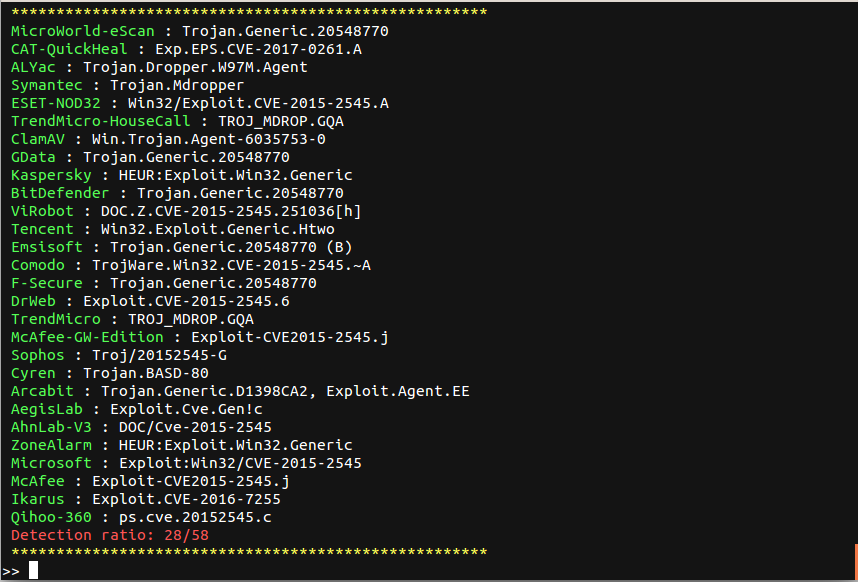 *****************************************************
MicroWorld-eScan : Trojan.Generic.20548770
CAT-QuickHeal : Exp.EPS.CVE-2017-0261.A
ALYac : Trojan.Dropper.W97M.Agent
Symantec : Trojan.Mdropper
ESET-NOD32 : Win32/Exploit.CVE-2015-2545.A
TrendMicro-HouseCall : TROJ_MDROP.GQA
ClamAV : Win.Trojan.Agent-6035753-0
GData : Trojan.Generic.20548770
Kaspersky : HEUR:Exploit.Win32.Generic
BitDefender : Trojan.Generic.20548770
ViRobot : DOC.Z.CVE-2015-2545.251036[h]
Tencent : Win32.Exploit.Generic.Htwo
Emsisoft : Trojan.Generic.20548770 (B)
Comodo : TrojWare.Win32.CVE-2015-2545.~A
F-Secure : Trojan.Generic.20548770
DrWeb : Exploit.CVE-2015-2545.6
TrendMicro : TROJ_MDROP.GQA
McAfee-GW-Edition : Exploit-CVE2015-2545.j
Sophos : Troj/20152545-G
Cyren : Trojan.BASD-80
Arcabit : Trojan.Generic.D1398CA2, Exploit.Agent.EE
AegisLab : Exploit.Cve.Gen!c
AhnLab-V3 : DOC/Cve-2015-2545
ZoneAlarm : HEUR:Exploit.Win32.Generic
Microsoft : Exploit:Win32/CVE-2015-2545
McAfee : Exploit-CVE2015-2545.j
Ikarus : Exploit.CVE-2016-7255
Qihoo-360 : ps.cve.20152545.c
Detection ratio: 28/58
*****************************************************
>>